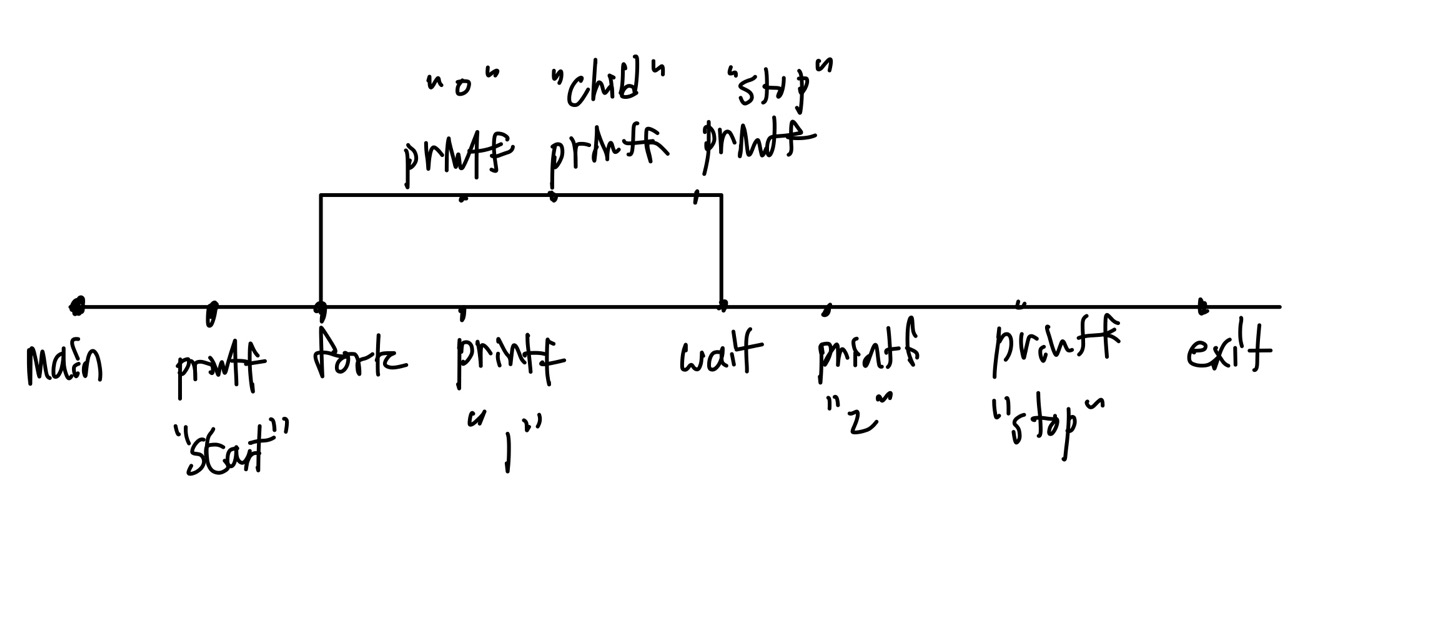 "0" "child" "stop"
printf printf printf
main printf fork printf wait printf printf exit
"start" "1" "2" "stop"